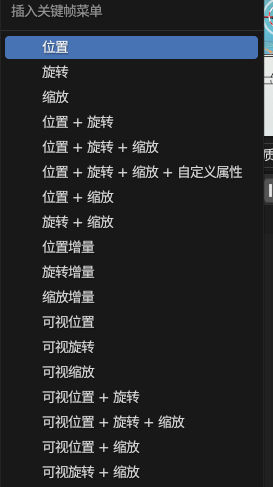 插入关键帧菜单
位置
旋转
缩放
位置 + 旋转
位置 + 旋转 + 缩放
位置 + 旋转 + 缩放 + 自定义属性
位置 + 缩放
旋转 + 缩放
位置增量
旋转增量
缩放增量
可视位置
可视旋转
可视缩放
可视位置 + 旋转
可视位置 + 旋转 + 缩放
可视位置 + 缩放
可视旋转 + 缩放